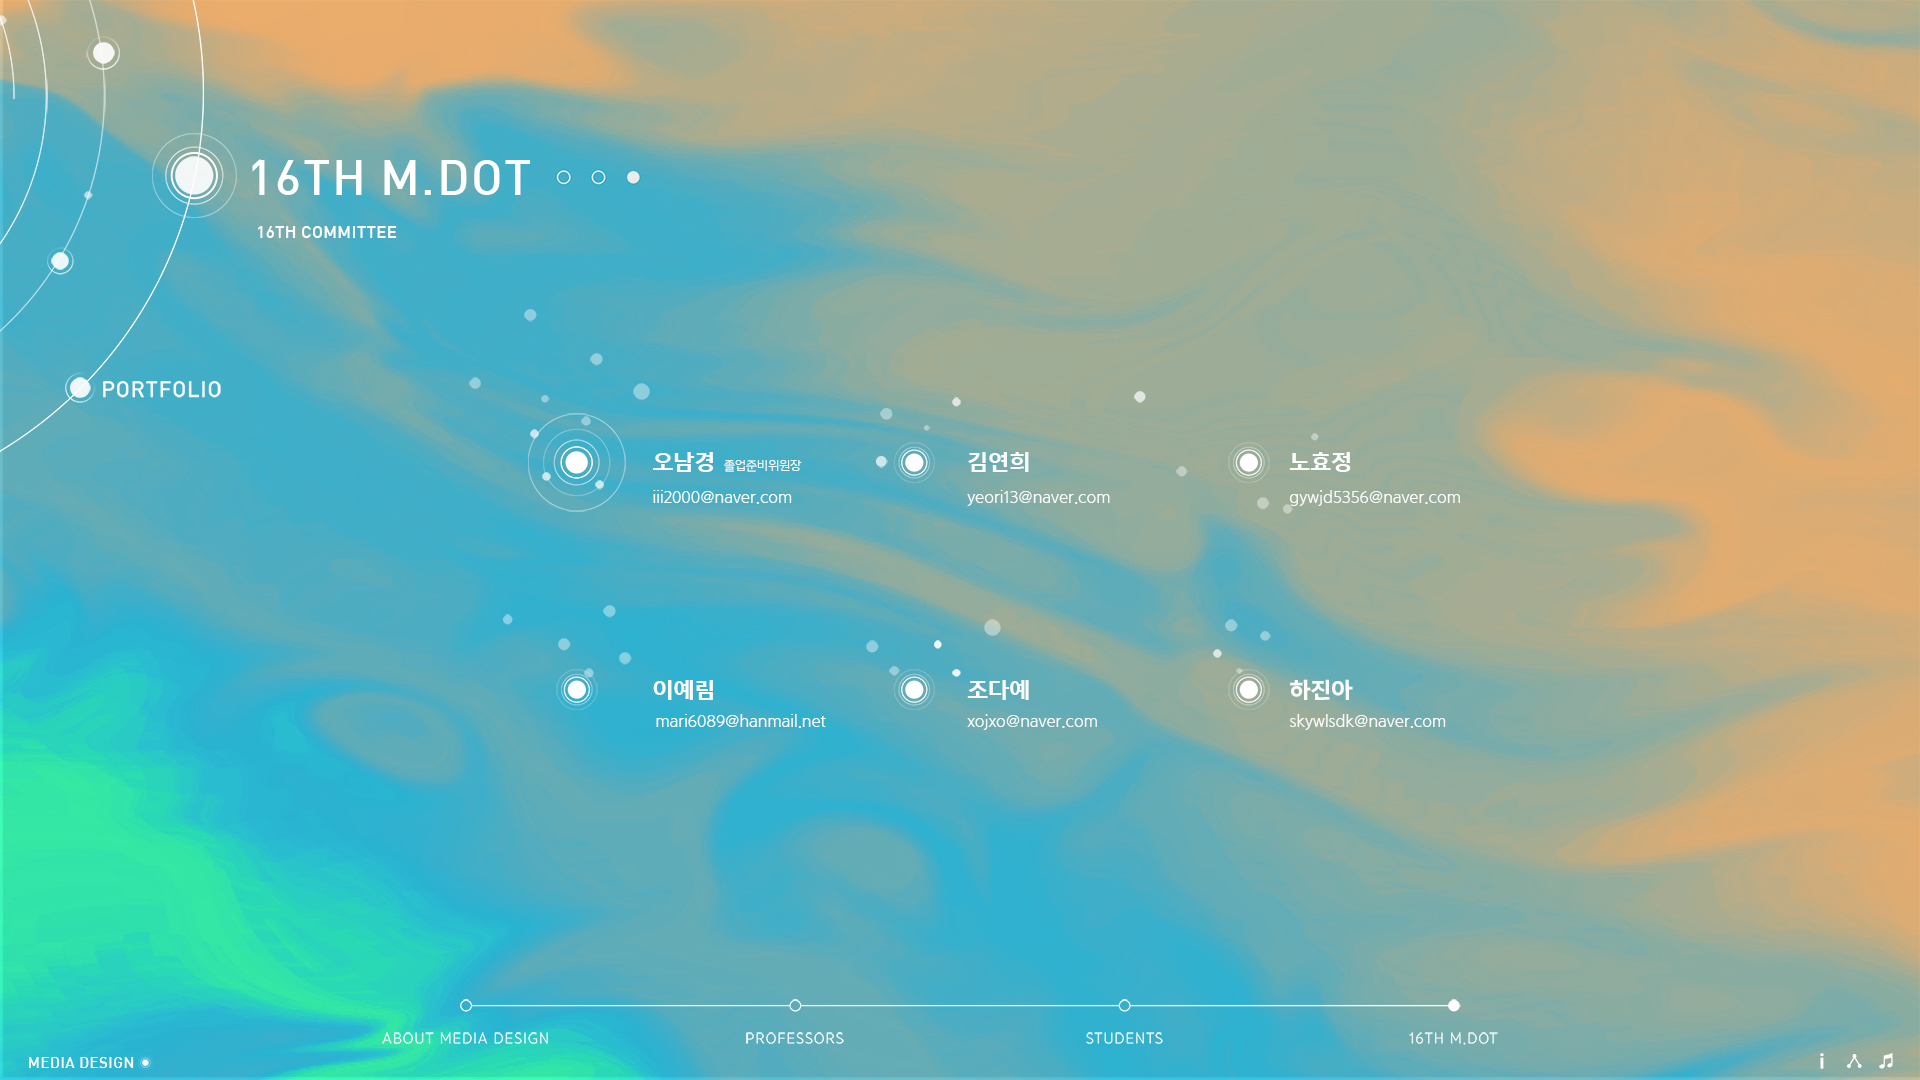 16TH M.DOT
16TH COMMITTEE
PORTFOLIO
오남경 졸업준비위원장
iii2000@naver.com
김연희
yeori13@naver.com
노효정
gywjd5356@naver.com
이예림
mari6089@hanmail.net
조다예
xojxo@naver.com
하진아
skywlsdk@naver.com
ABOUT MEDIA DESIGN
PROFESSORS
STUDENTS
16TH M.DOT
MEDIA DESIGN